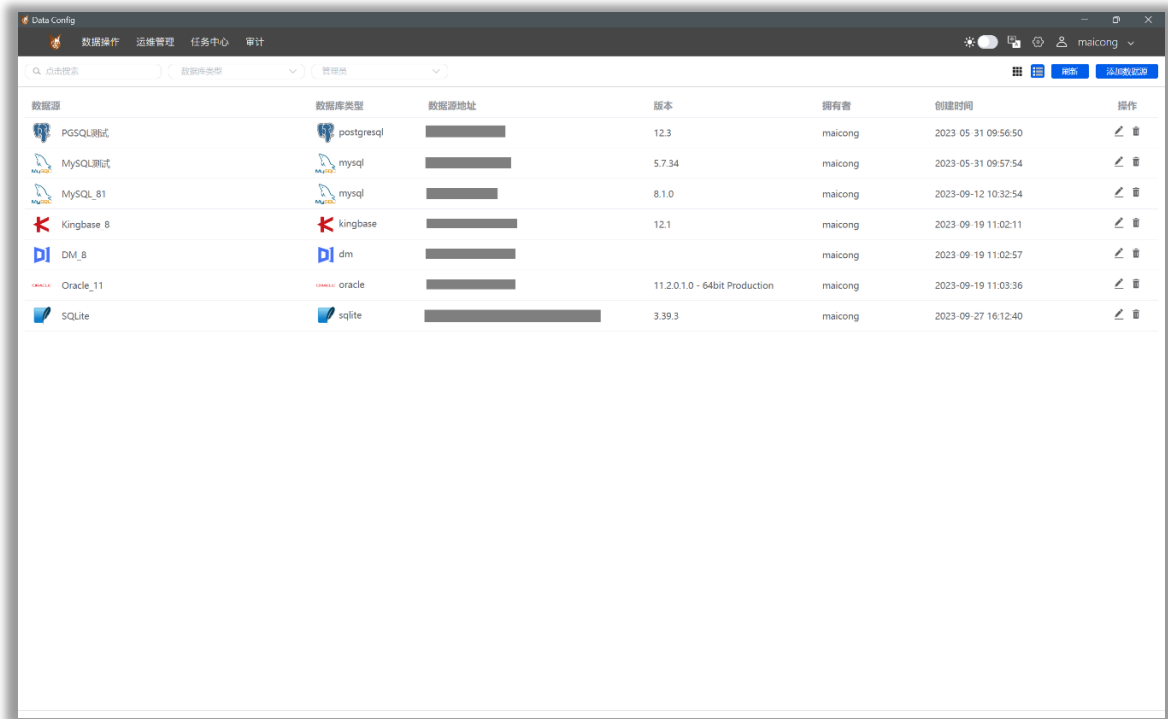 Data Config
数据操作 运维管理 任务中心 审计 maicong
点击搜索 数据库类型 管理员 刷新 添加数据源
数据源 数据库类型 数据源地址 版本 拥有者 创建时间 操作
PGSQL测试 postgresql 12.3 maicong 2023-05-31 09:56:50
MySQL测试 MySQL mysql 5.7.34 maicong 2023-05-31 09:57:54
MySQL_81 MySQL mysql 8.1.0 maicong 2023-09-12 10:32:54
Kingbase 8 kingbase 12.1 maicong 2023-09-19 11:02:11
DM_8 dm maicong 2023-09-19 11:02:57
ORACLE Oracle_11 ORACLE oracle 11.2.0.1.0 - 64bit Production maicong 2023-09-19 11:03:36
SQLite sqlite 3.39.3 maicong 2023-09-27 16:12:40